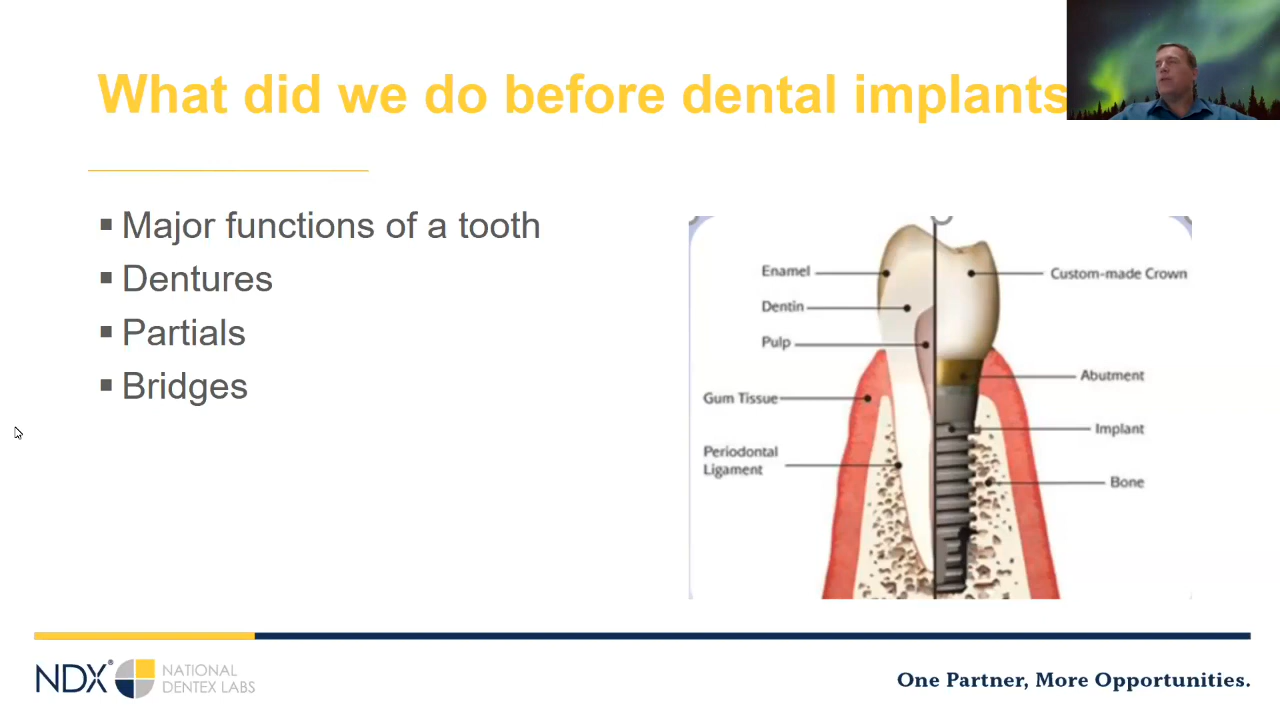 What did we do before dental implants
▪ Major functions of a tooth
▪ Dentures
▪ Partials
▪ Bridges
Enamel
Dentin
Pulp
Gum Tissue
Periodontal
Ligament
Custom-made Crown
Abutment
Implant
Bone
NDX®
NATIONAL
DENTEX LABS
One Partner, More Opportunities.